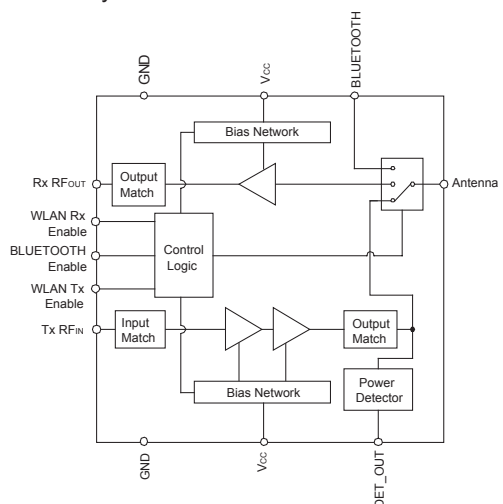 GND
Vcc
BLUETOOTH
Bias Network
Rx RFOUT
Output
Match
Antenna
WLAN Rx
Enable
BLUETOOTH
Enable
WLAN Tx
Enable
Control
Logic
Tx RFIN
Input
Match
Output
Match
Bias Network
Power
Detector
GND
Vcc
DET_OUT